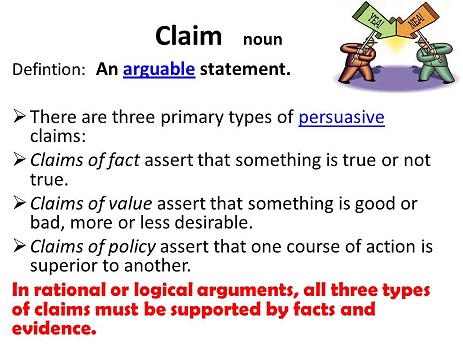 Claim noun
YEA! NEA!
Defintion: An arguable statement.
There are three primary types of persuasive
claims:
Claims of fact assert that something is true or not
true.
Claims of value assert that something is good or
bad, more or less desirable.
Claims of policy assert that one course of action is
superior to another.
In rational or logical arguments, all three types
of claims must be supported by facts and
evidence.